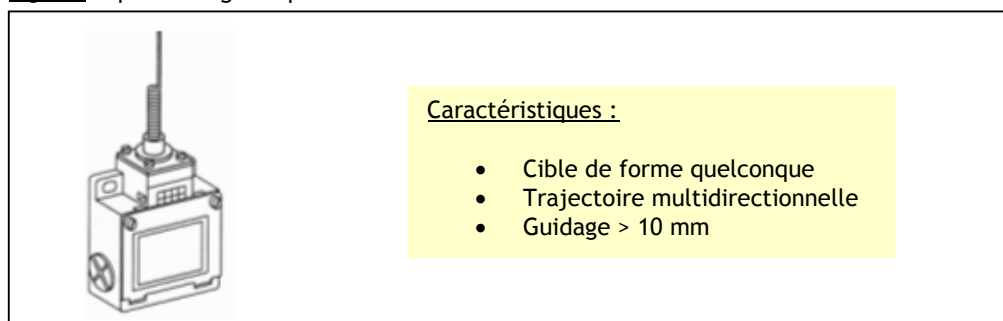 Caractéristiques :
• Cible de forme quelconque
• Trajectoire multidirectionnelle
• Guidage > 10 mm